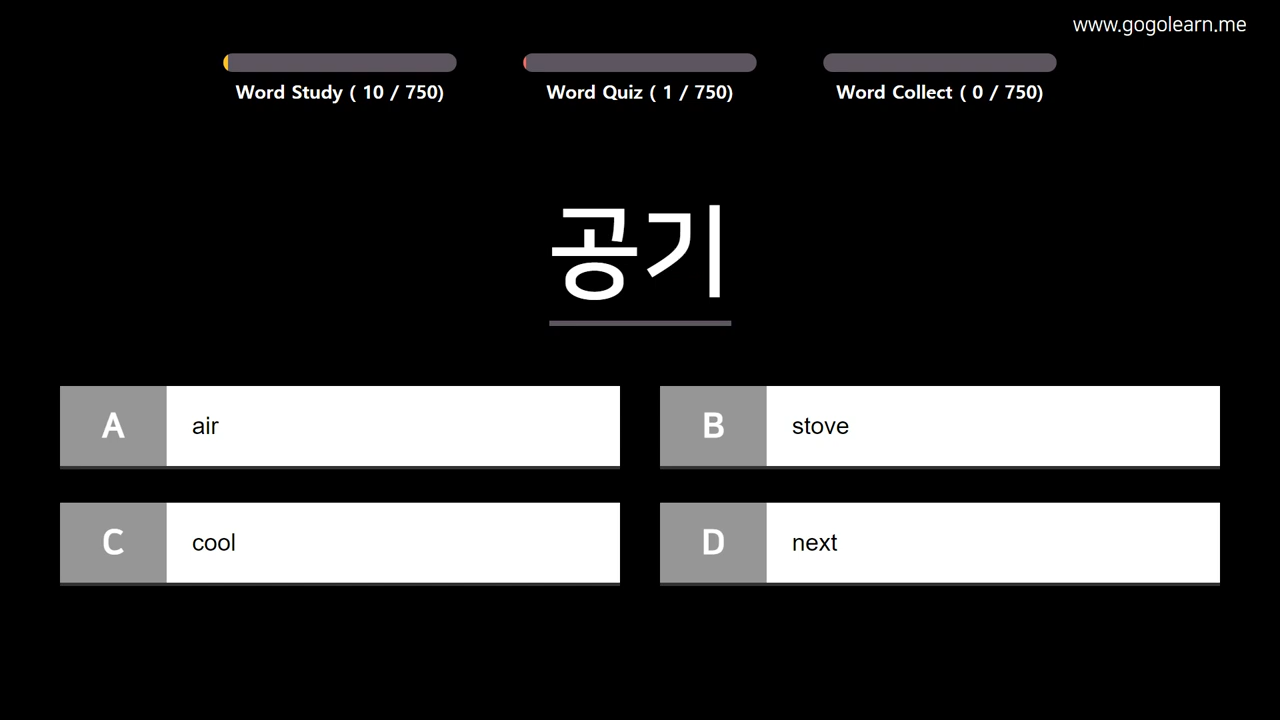 www.gogolearn.me
Word Study ( 10 / 750)
Word Quiz ( 1 / 750)
Word Collect ( 0 / 750)
공기
A air
B stove
C cool
D next